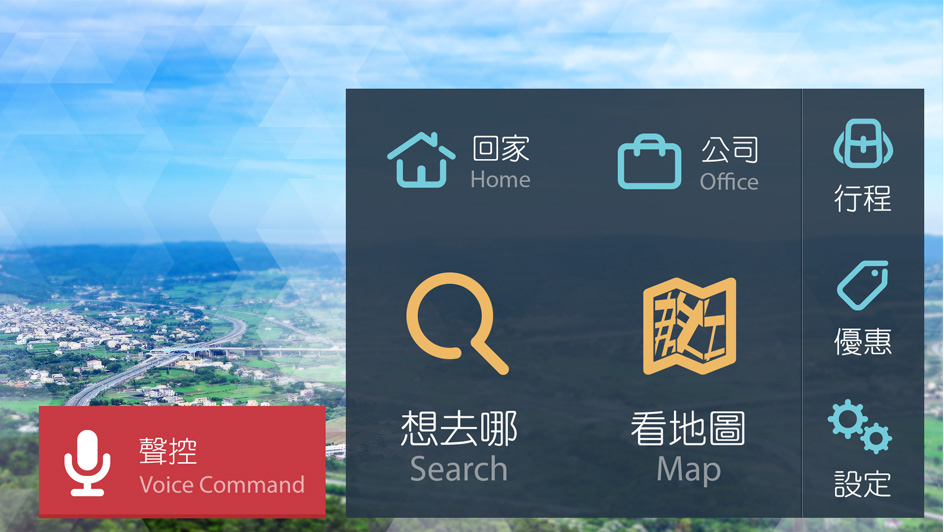 回家
Home
公司
Office
行程
優惠
想去哪
Search
看地圖
Map
設定
聲控
Voice Command